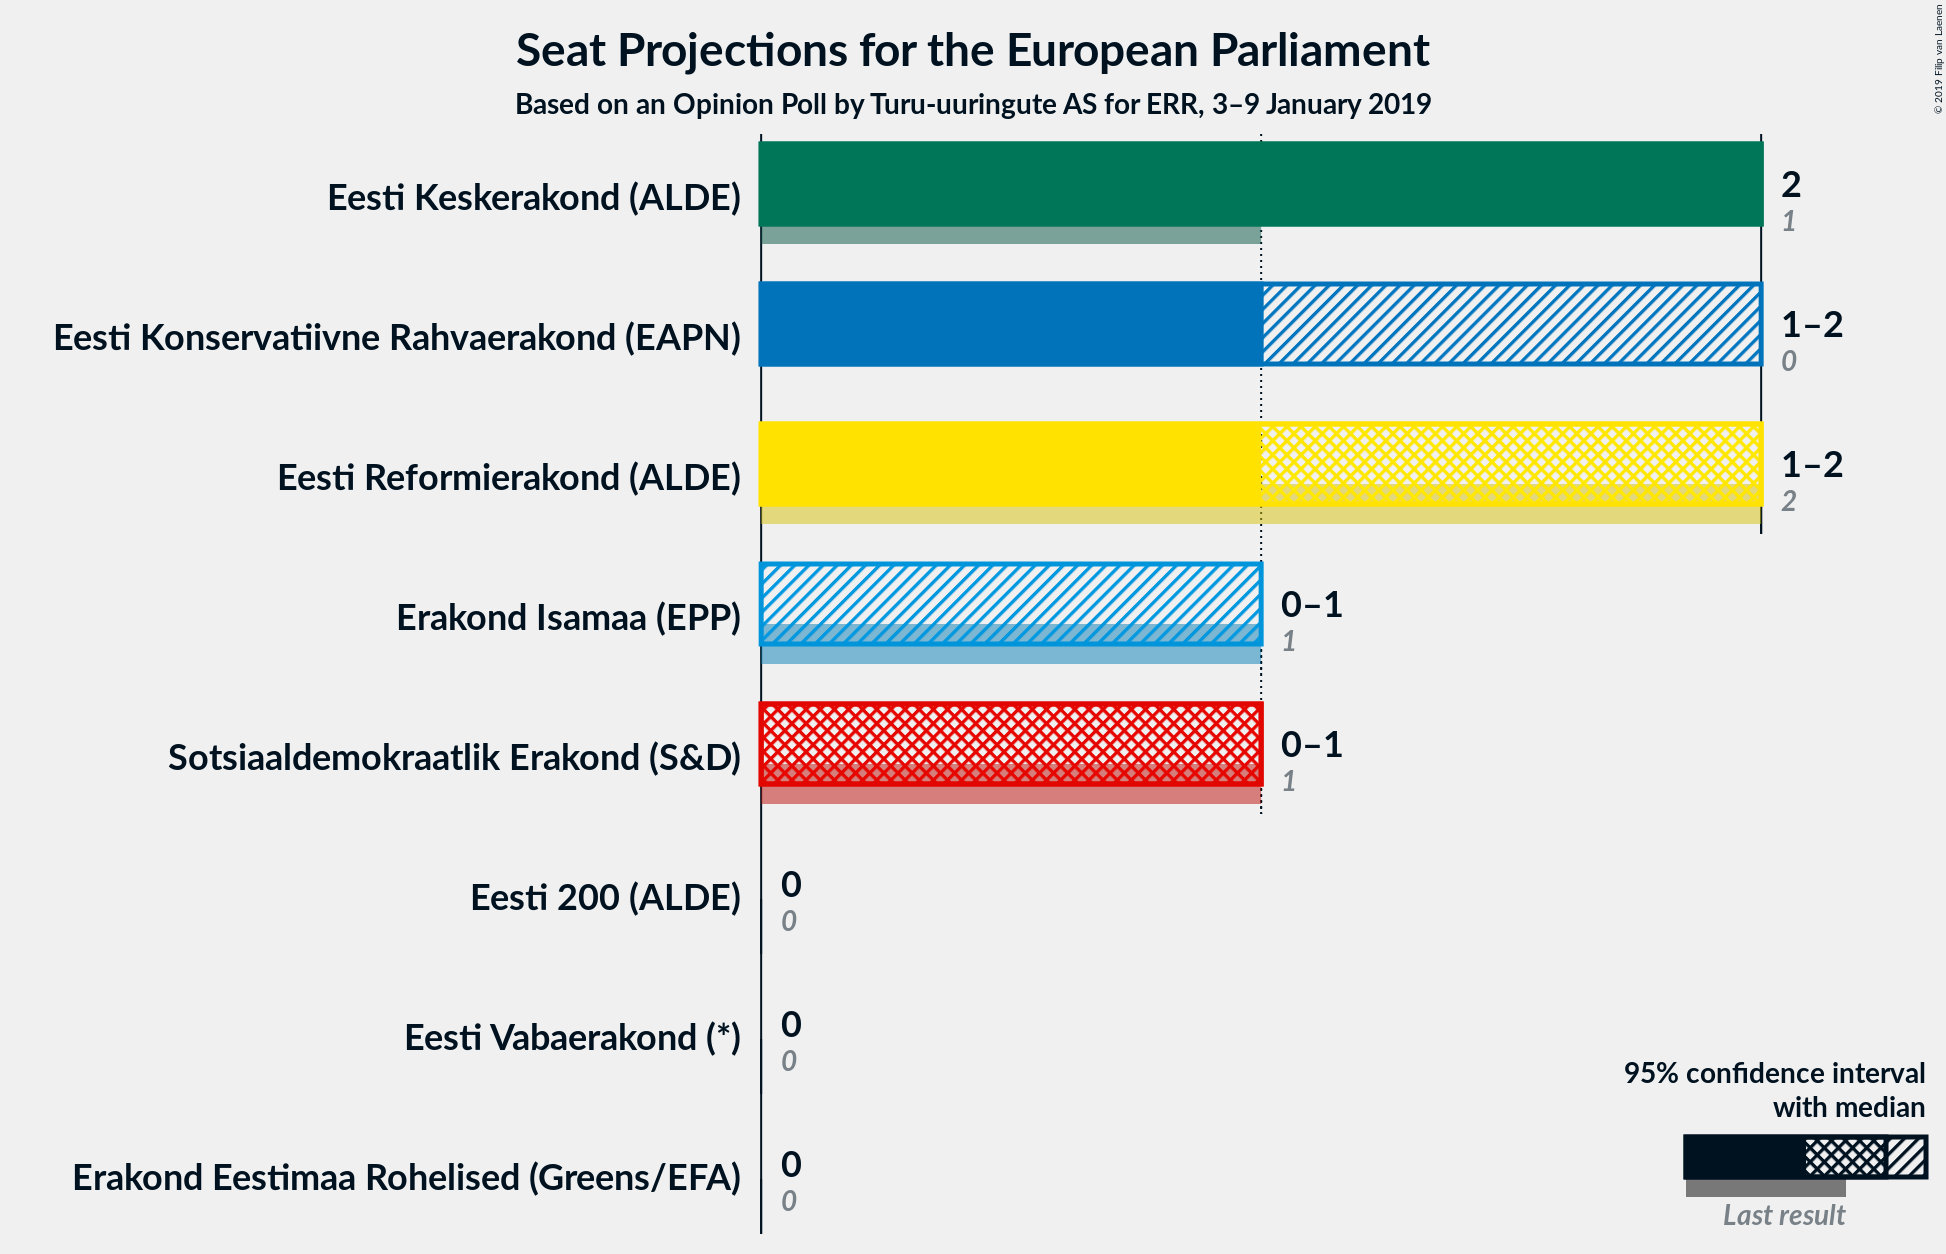 Seat Projections for the European Parliament
Based on an Opinion Poll by Turu-uuringute AS for ERR, 3–9 January 2019
© 2019 Filip van Laenen
Eesti Keskerakond (ALDE)
2
1
Eesti Konservatiivne Rahvaerakond (EAPN)
1–2
0
Eesti Reformierakond (ALDE)
1–2
2
Erakond Isamaa (EPP)
0–1
1
Sotsiaaldemokraatlik Erakond (S&D)
0–1
1
Eesti 200 (ALDE)
0
0
Eesti Vabaerakond (*)
0
0
Erakond Eestimaa Rohelised (Greens/EFA)
0
0
95% confidence interval
with median
Last result